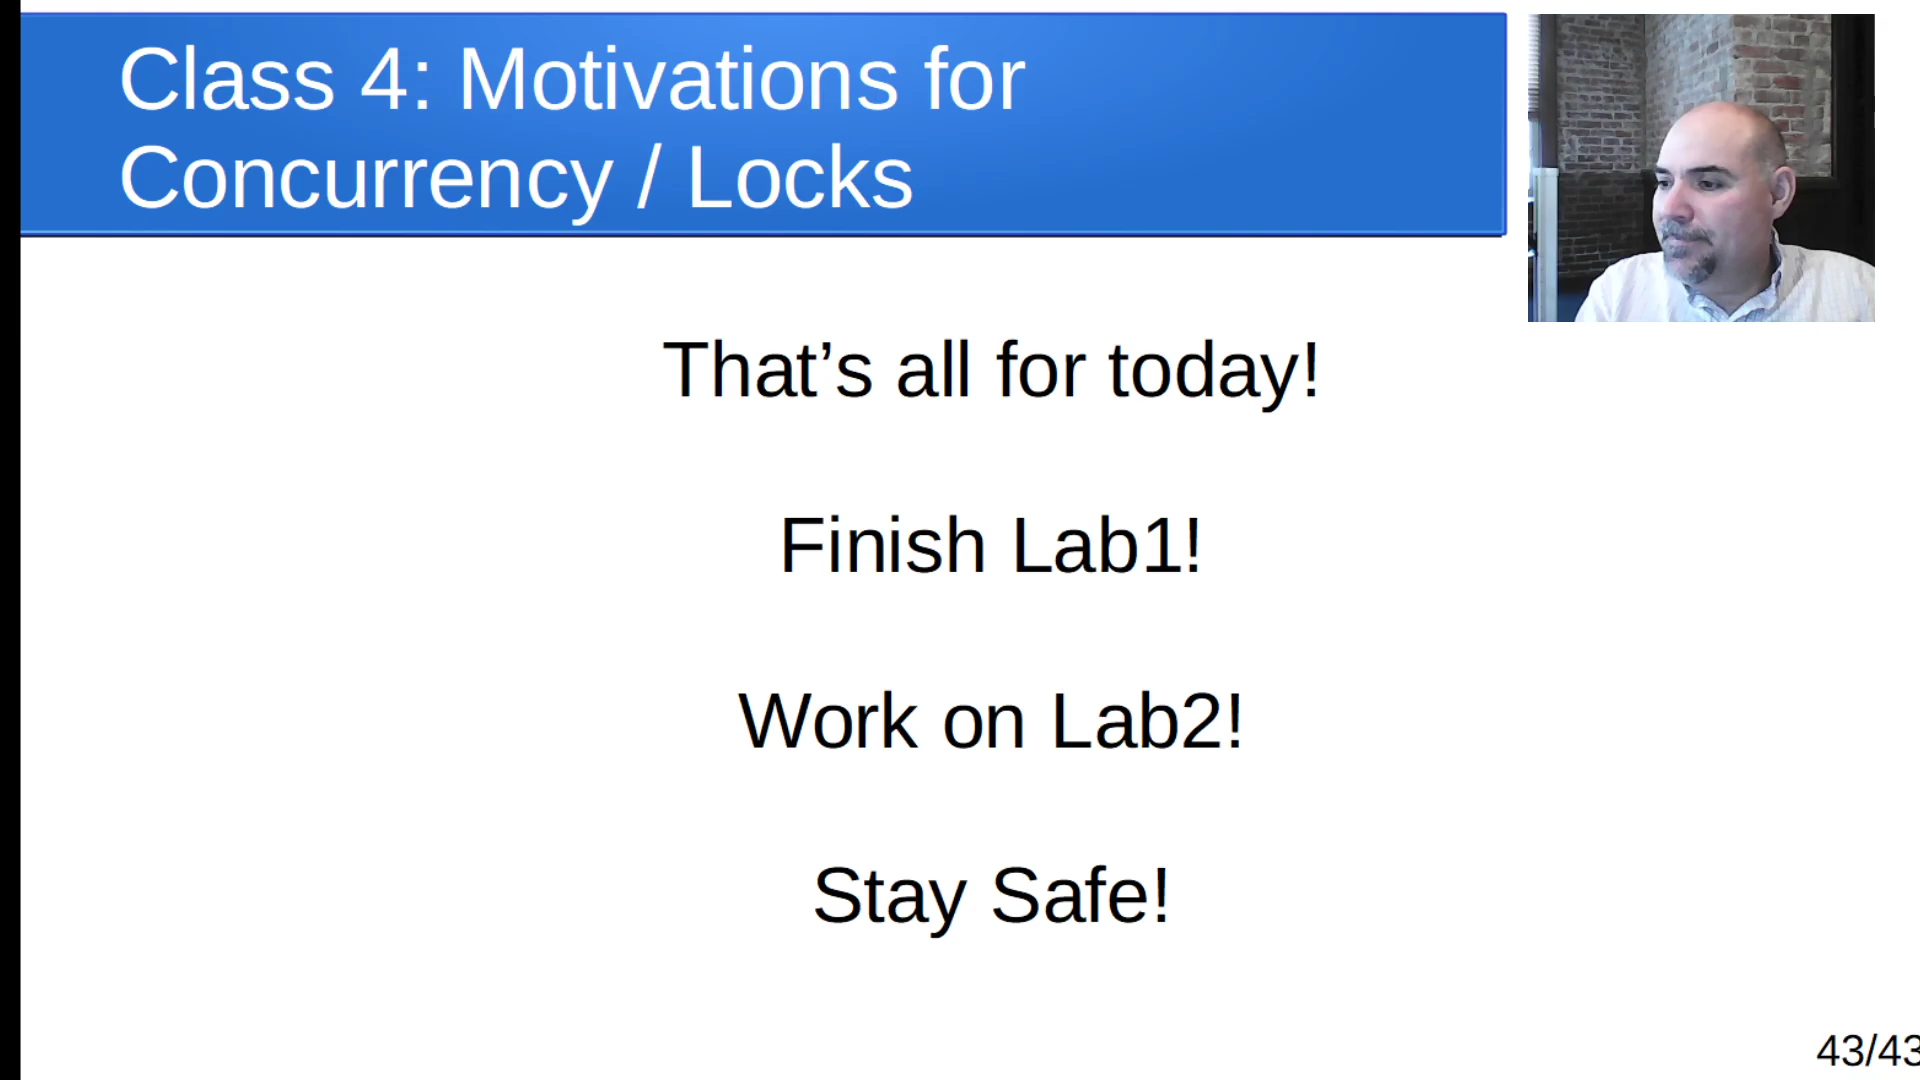 Class 4: Motivations for
Concurrency / Locks
That’s all for today!
Finish Lab1!
Work on Lab2!
Stay Safe!
43/43